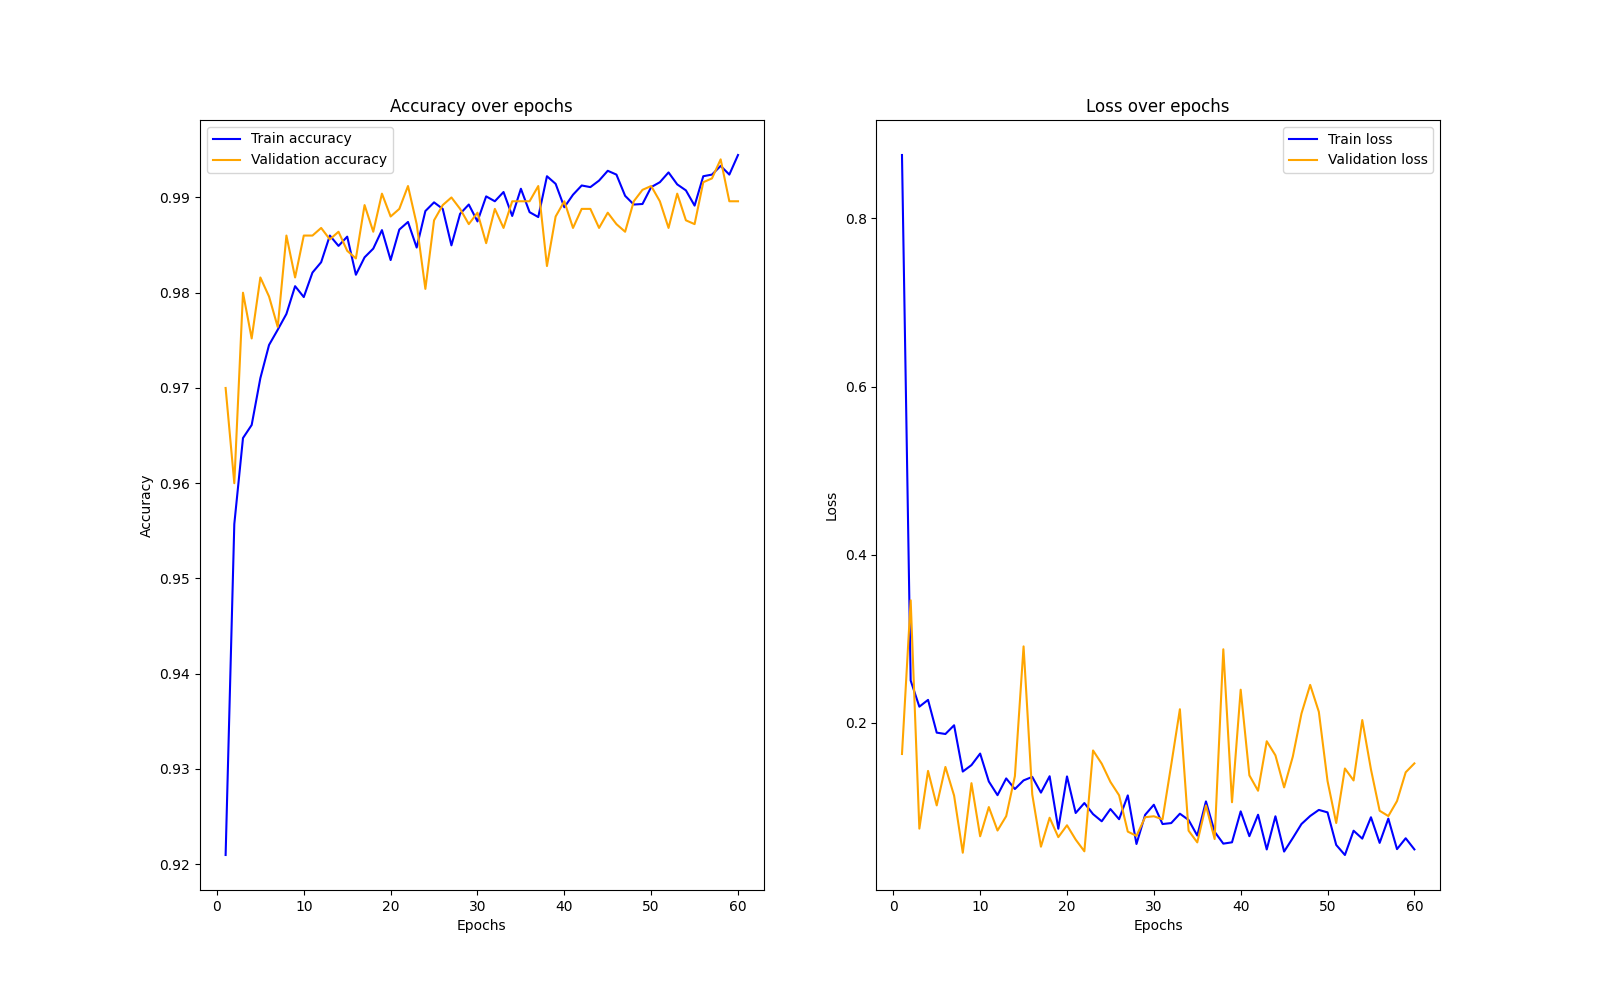 Accuracy over epochs
Train accuracy
Validation accuracy
0.99
0.98
0.97
0.96
0.95
0.94
0.93
0.92
Accuracy
0 10 20 30 40 50 60
Epochs
Loss over epochs
Train loss
Validation loss
0.8
0.6
0.4
0.2
Loss
0 10 20 30 40 50 60
Epochs